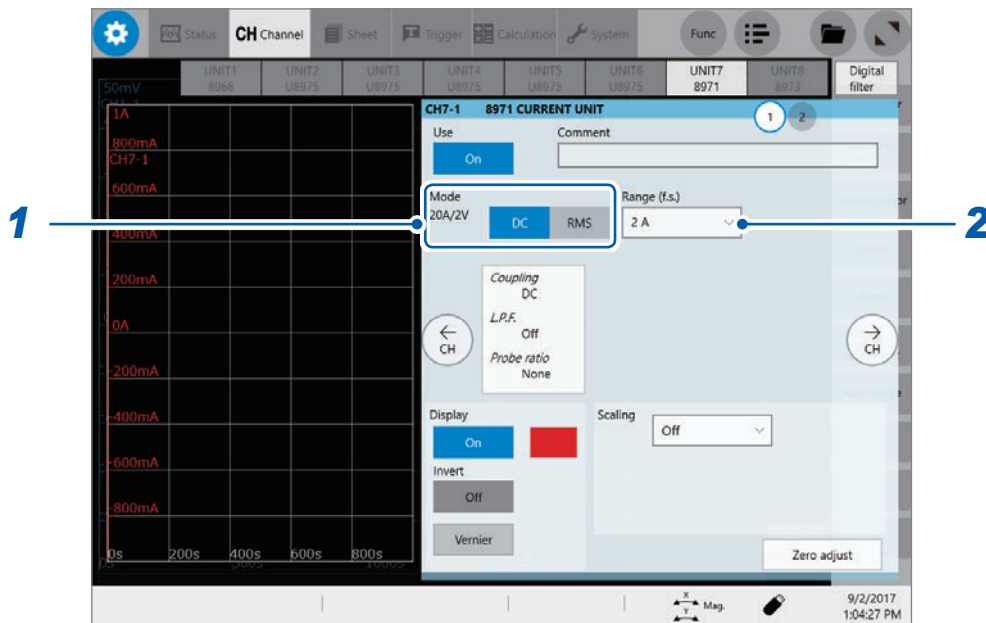 Status
CH Channel
Sheet
Trigger
Calculation
System
Func
UNIT1
8966
UNIT2
U8975
UNIT3
U8975
UNIT4
U8975
UNIT5
U8975
UNIT6
U8975
UNIT7
8971
UNIT8
8973
Digital
filter
50mV
1A
800mA
CH7-1
600mA
400mA
200mA
0A
-200mA
-400mA
-600mA
-800mA
0s 200s 400s 600s 800s
CH7-1 8971 CURRENT UNIT
1 2
Use
Comment
On
Mode
20A/2V
DC
RMS
Range (f.s.)
2 A
1
2
Coupling
DC
L.P.F.
Off
Probe ratio
None
←
CH
→
CH
Display
On
Invert
Off
Vernier
Scaling
Off
Zero adjust
X
Y
Mag.
9/2/2017
1:04:27 PM